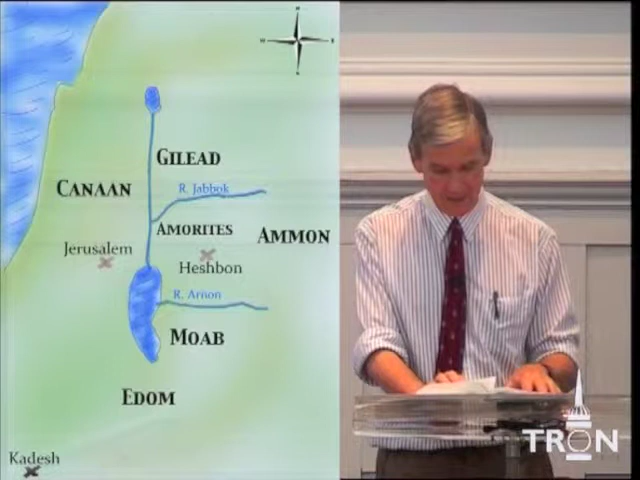 N
W
E
S
GILEAD
CANAAN
R. Jabbok
AMORITES
AMMON
Jerusalem
Heshbon
R. Arnon
MOAB
EDOM
Kadesh
TRON